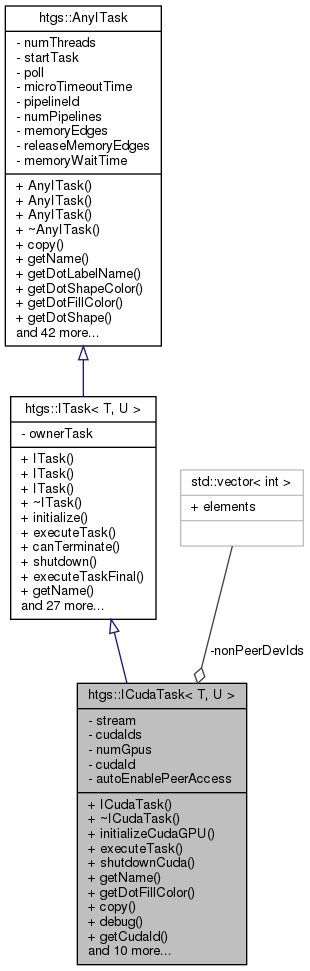 htgs::AnyITask
- numThreads
- startTask
- poll
- microTimeoutTime
- pipelineId
- numPipelines
- memoryEdges
- releaseMemoryEdges
- memoryWaitTime
+ AnyITask()
+ AnyITask()
+ AnyITask()
+ ~AnyITask()
+ copy()
+ getName()
+ getDotLabelName()
+ getDotShapeColor()
+ getDotFillColor()
+ getDotShape()
and 42 more...
htgs::ITask< T, U >
- ownerTask
+ ITask()
+ ITask()
+ ITask()
+ ~ITask()
+ initialize()
+ executeTask()
+ canTerminate()
+ shutdown()
+ executeTaskFinal()
+ getName()
and 27 more...
std::vector< int >
+ elements
-nonPeerDevIds
htgs::ICudaTask< T, U >
- stream
- cudaIds
- numGpus
- cudaId
- autoEnablePeerAccess
+ ICudaTask()
+ ~ICudaTask()
+ initializeCudaGPU()
+ executeTask()
+ shutdownCuda()
+ getName()
+ getDotFillColor()
+ copy()
+ debug()
+ getCudaId()
and 10 more...